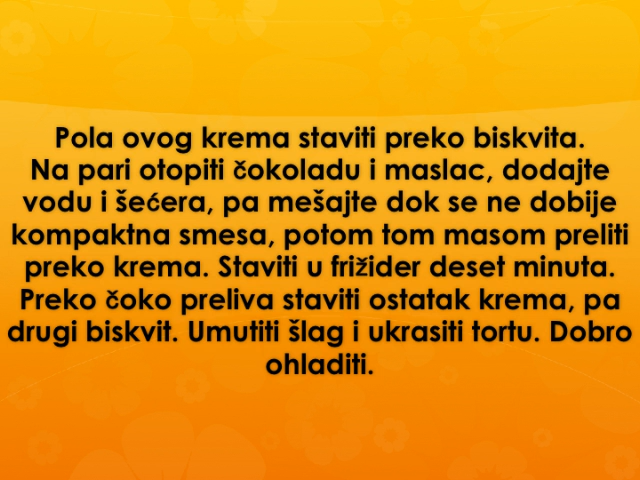 Pola ovog krema staviti preko biskvita.
Na pari otopiti čokoladu i maslac, dodajte
vodu i šećera, pa mešajte dok se ne dobije
kompaktna smesa, potom tom masom preliti
preko krema. Staviti u frižider deset minuta.
Preko čoko preliva staviti ostatak krema, pa
drugi biskvit. Umutiti šlag i ukrasiti tortu. Dobro
ohladiti.